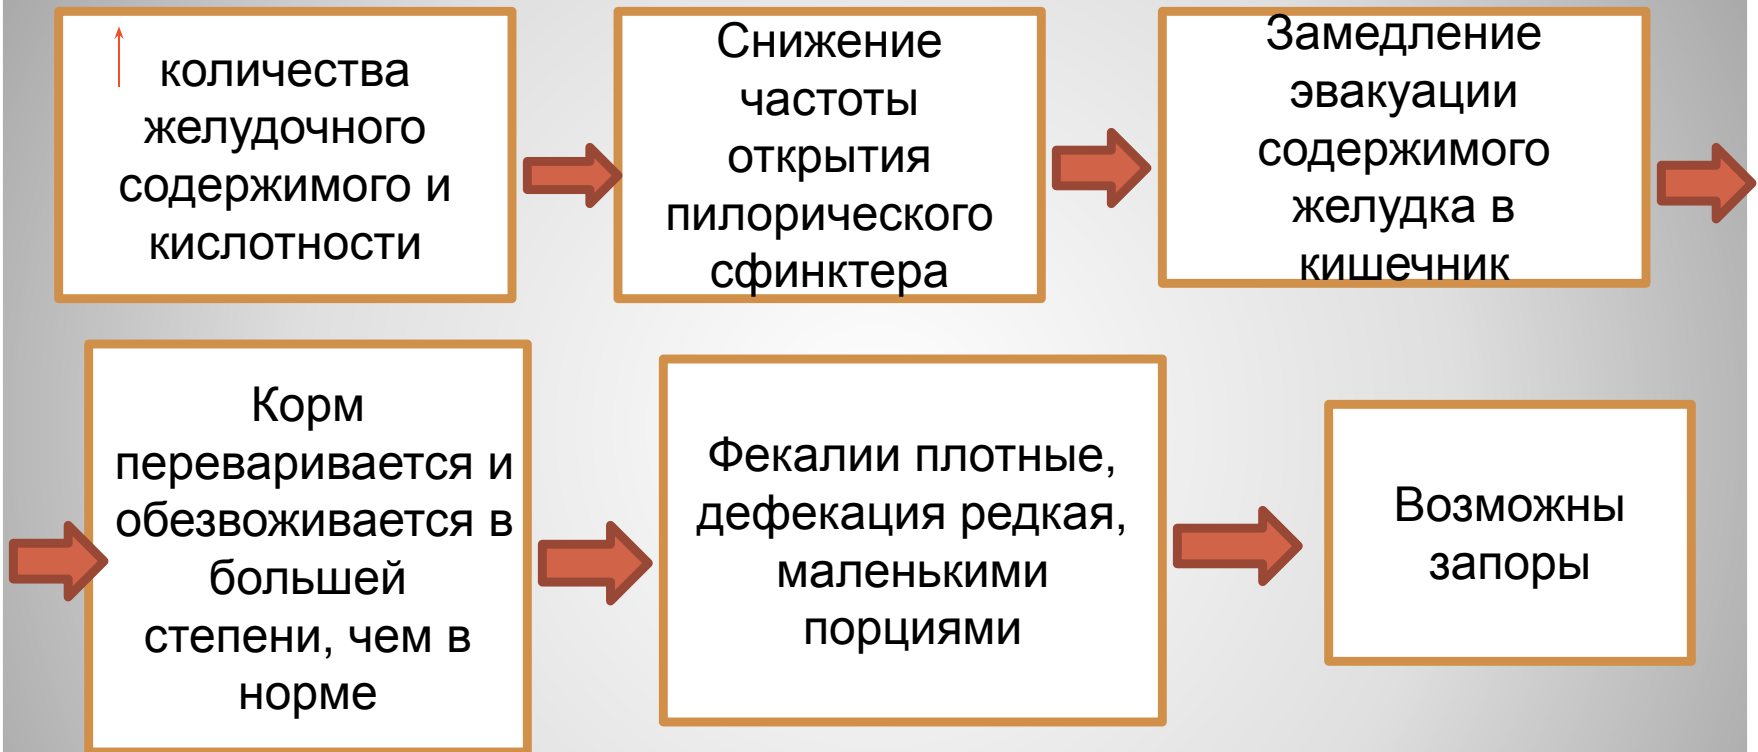 количества
желудочного
содержимого и
кислотности
Снижение
частоты
открытия
пилорического
сфинктера
Замедление
эвакуации
содержимого
желудка в
кишечник
Корм
переваривается и
обезвоживается в
большей
степени, чем в
норме
Фекалии плотные,
дефекация редкая,
маленькими
порциями
Возможны
запоры